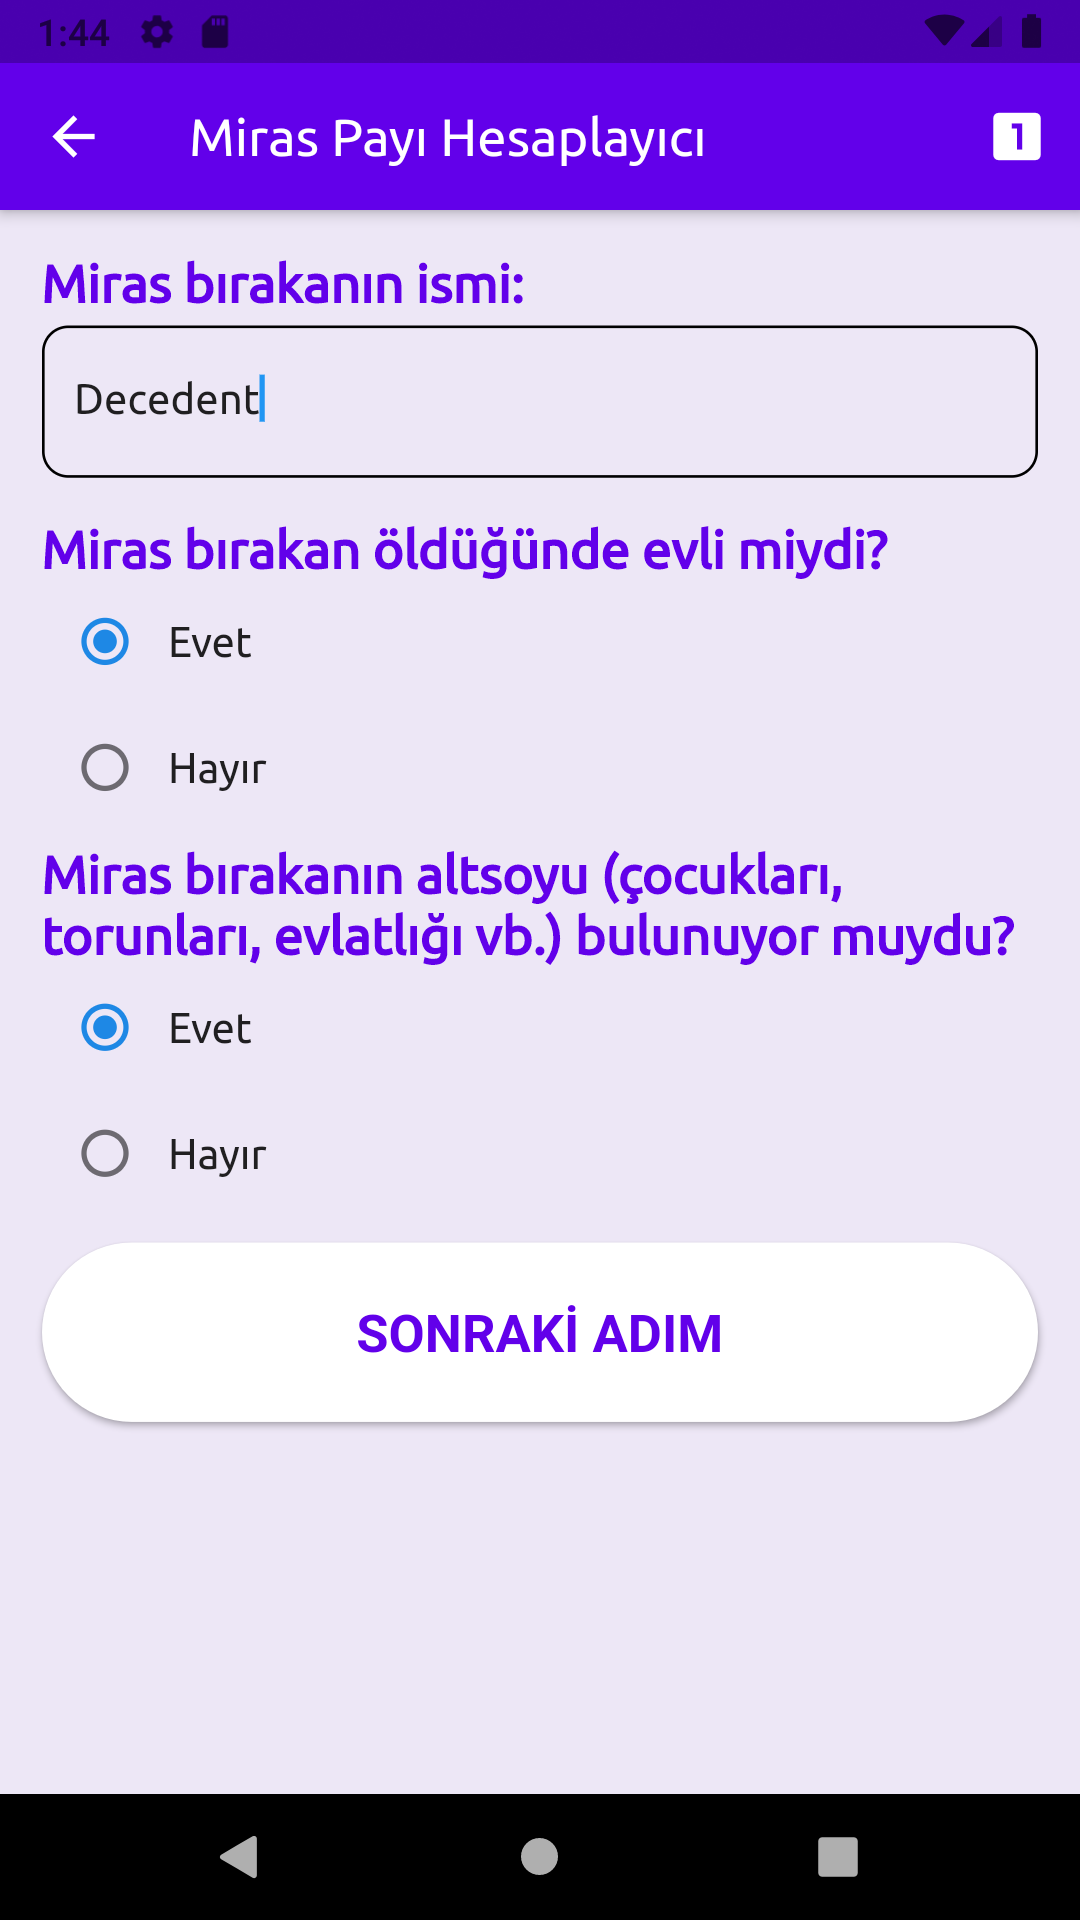 1:44
Miras Payı Hesaplayıcı
1
Miras bırakanın ismi:
Decedent
Miras bırakan öldüğünde evli miydi?
Evet
Hayır
Miras bırakanın altsoyu (çocukları,
torunları, evlatlığı vb.) bulunuyor muydu?
Evet
Hayır
SONRAKİ ADIM